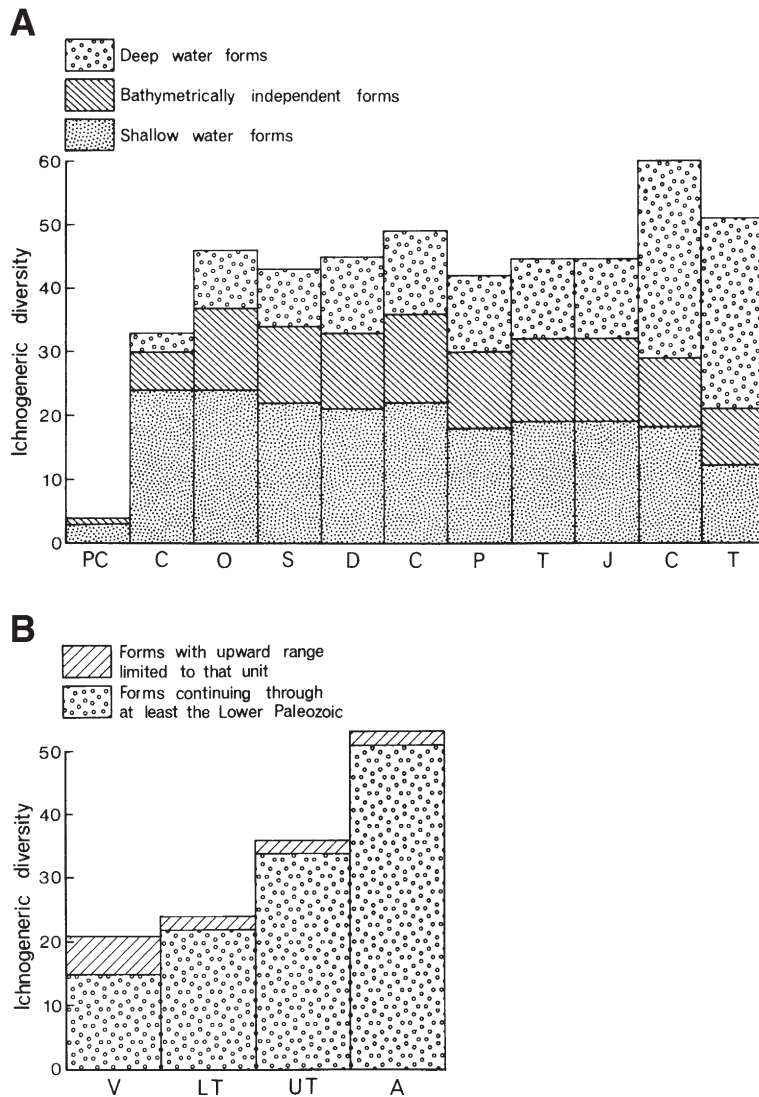 A
Deep water forms
Bathymetrically independent forms
Shallow water forms
Ichnogeneric diversity
60
50
40
30
20
10
0
PC C O S D C P T J C T
B
Forms with upward range
limited to that unit
Forms continuing through
at least the Lower Paleozoic
Ichnogeneric diversity
50
40
30
20
10
0
V LT UT A